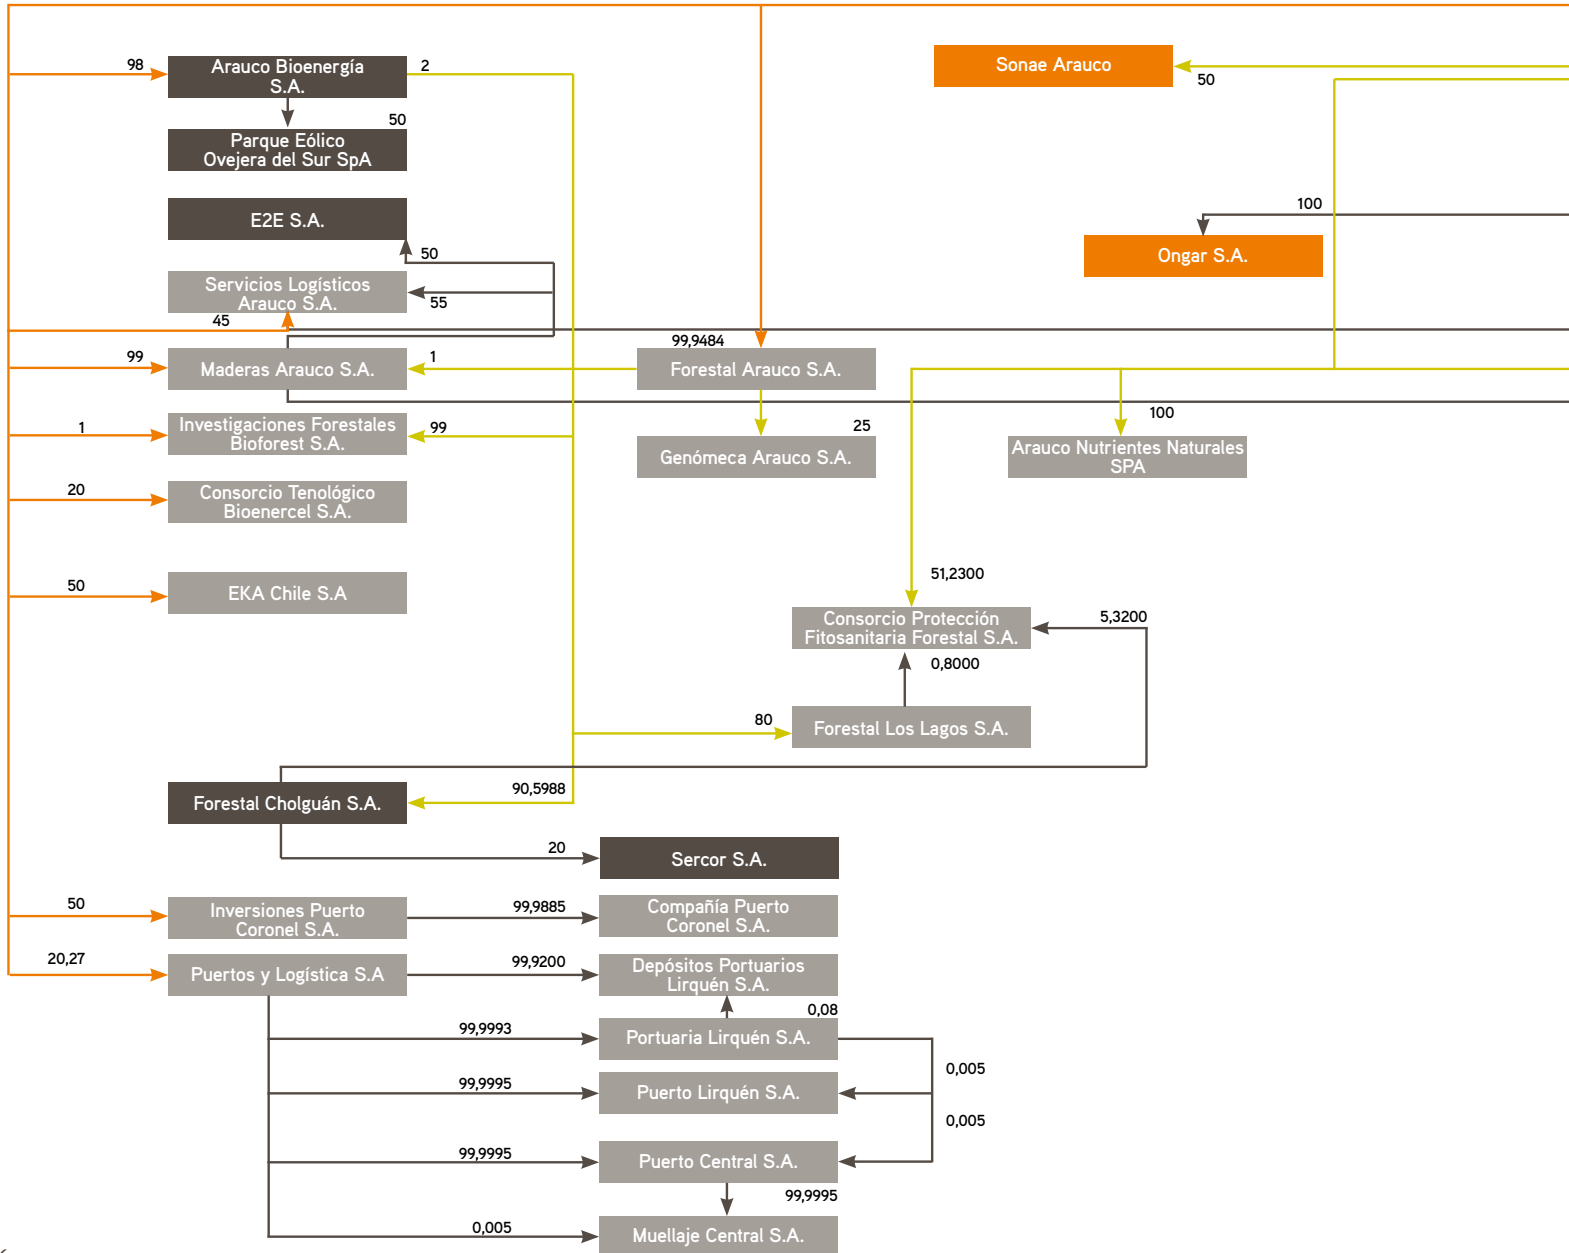 98
Arauco Bioenergía
S.A.
2
Sonae Arauco
50
50
Parque Eólico
Ovejera del Sur SpA
E2E S.A.
50
100
Ongar S.A.
Servicios Logísticos
Arauco S.A.
55
45
99
Maderas Arauco S.A.
1
99,9484
Forestal Arauco S.A.
1
Investigaciones Forestales
Bioforest S.A.
99
25
Genómeca Arauco S.A.
100
Arauco Nutrientes Naturales
SPA
20
Consorcio Tenológico
Bioenercel S.A.
50
EKA Chile S.A
51,2300
Consorcio Protección
Fitosanitaria Forestal S.A.
5,3200
0,8000
80
Forestal Los Lagos S.A.
Forestal Cholguán S.A.
90,5988
20
Sercor S.A.
50
Inversiones Puerto
Coronel S.A.
99,9885
Compañía Puerto
Coronel S.A.
20,27
Puertos y Logística S.A
99,9200
Depósitos Portuarios
Lirquén S.A.
0,08
99,9993
Portuaria Lirquén S.A.
0,005
99,9995
Puerto Lirquén S.A.
0,005
99,9995
Puerto Central S.A.
99,9995
0,005
Muellaje Central S.A.